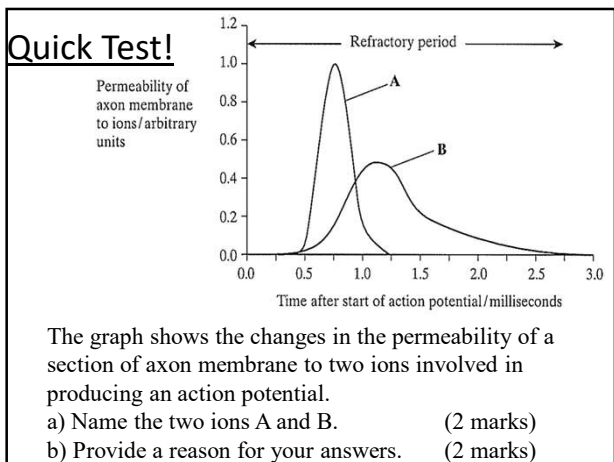 Quick Test!
Permeability of
axon membrane
to ions/arbitrary
units
1.2
1.0
0.8
0.6
0.4
0.2
0.0
Refractory period
A
B
0.0 0.5 0.75 1.0 1.5 2.0 2.5 3.0
Time after start of action potential/milliseconds
The graph shows the changes in the permeability of a
section of axon membrane to two ions involved in
producing an action potential.
a) Name the two ions A and B. (2 marks)
b) Provide a reason for your answers. (2 marks)